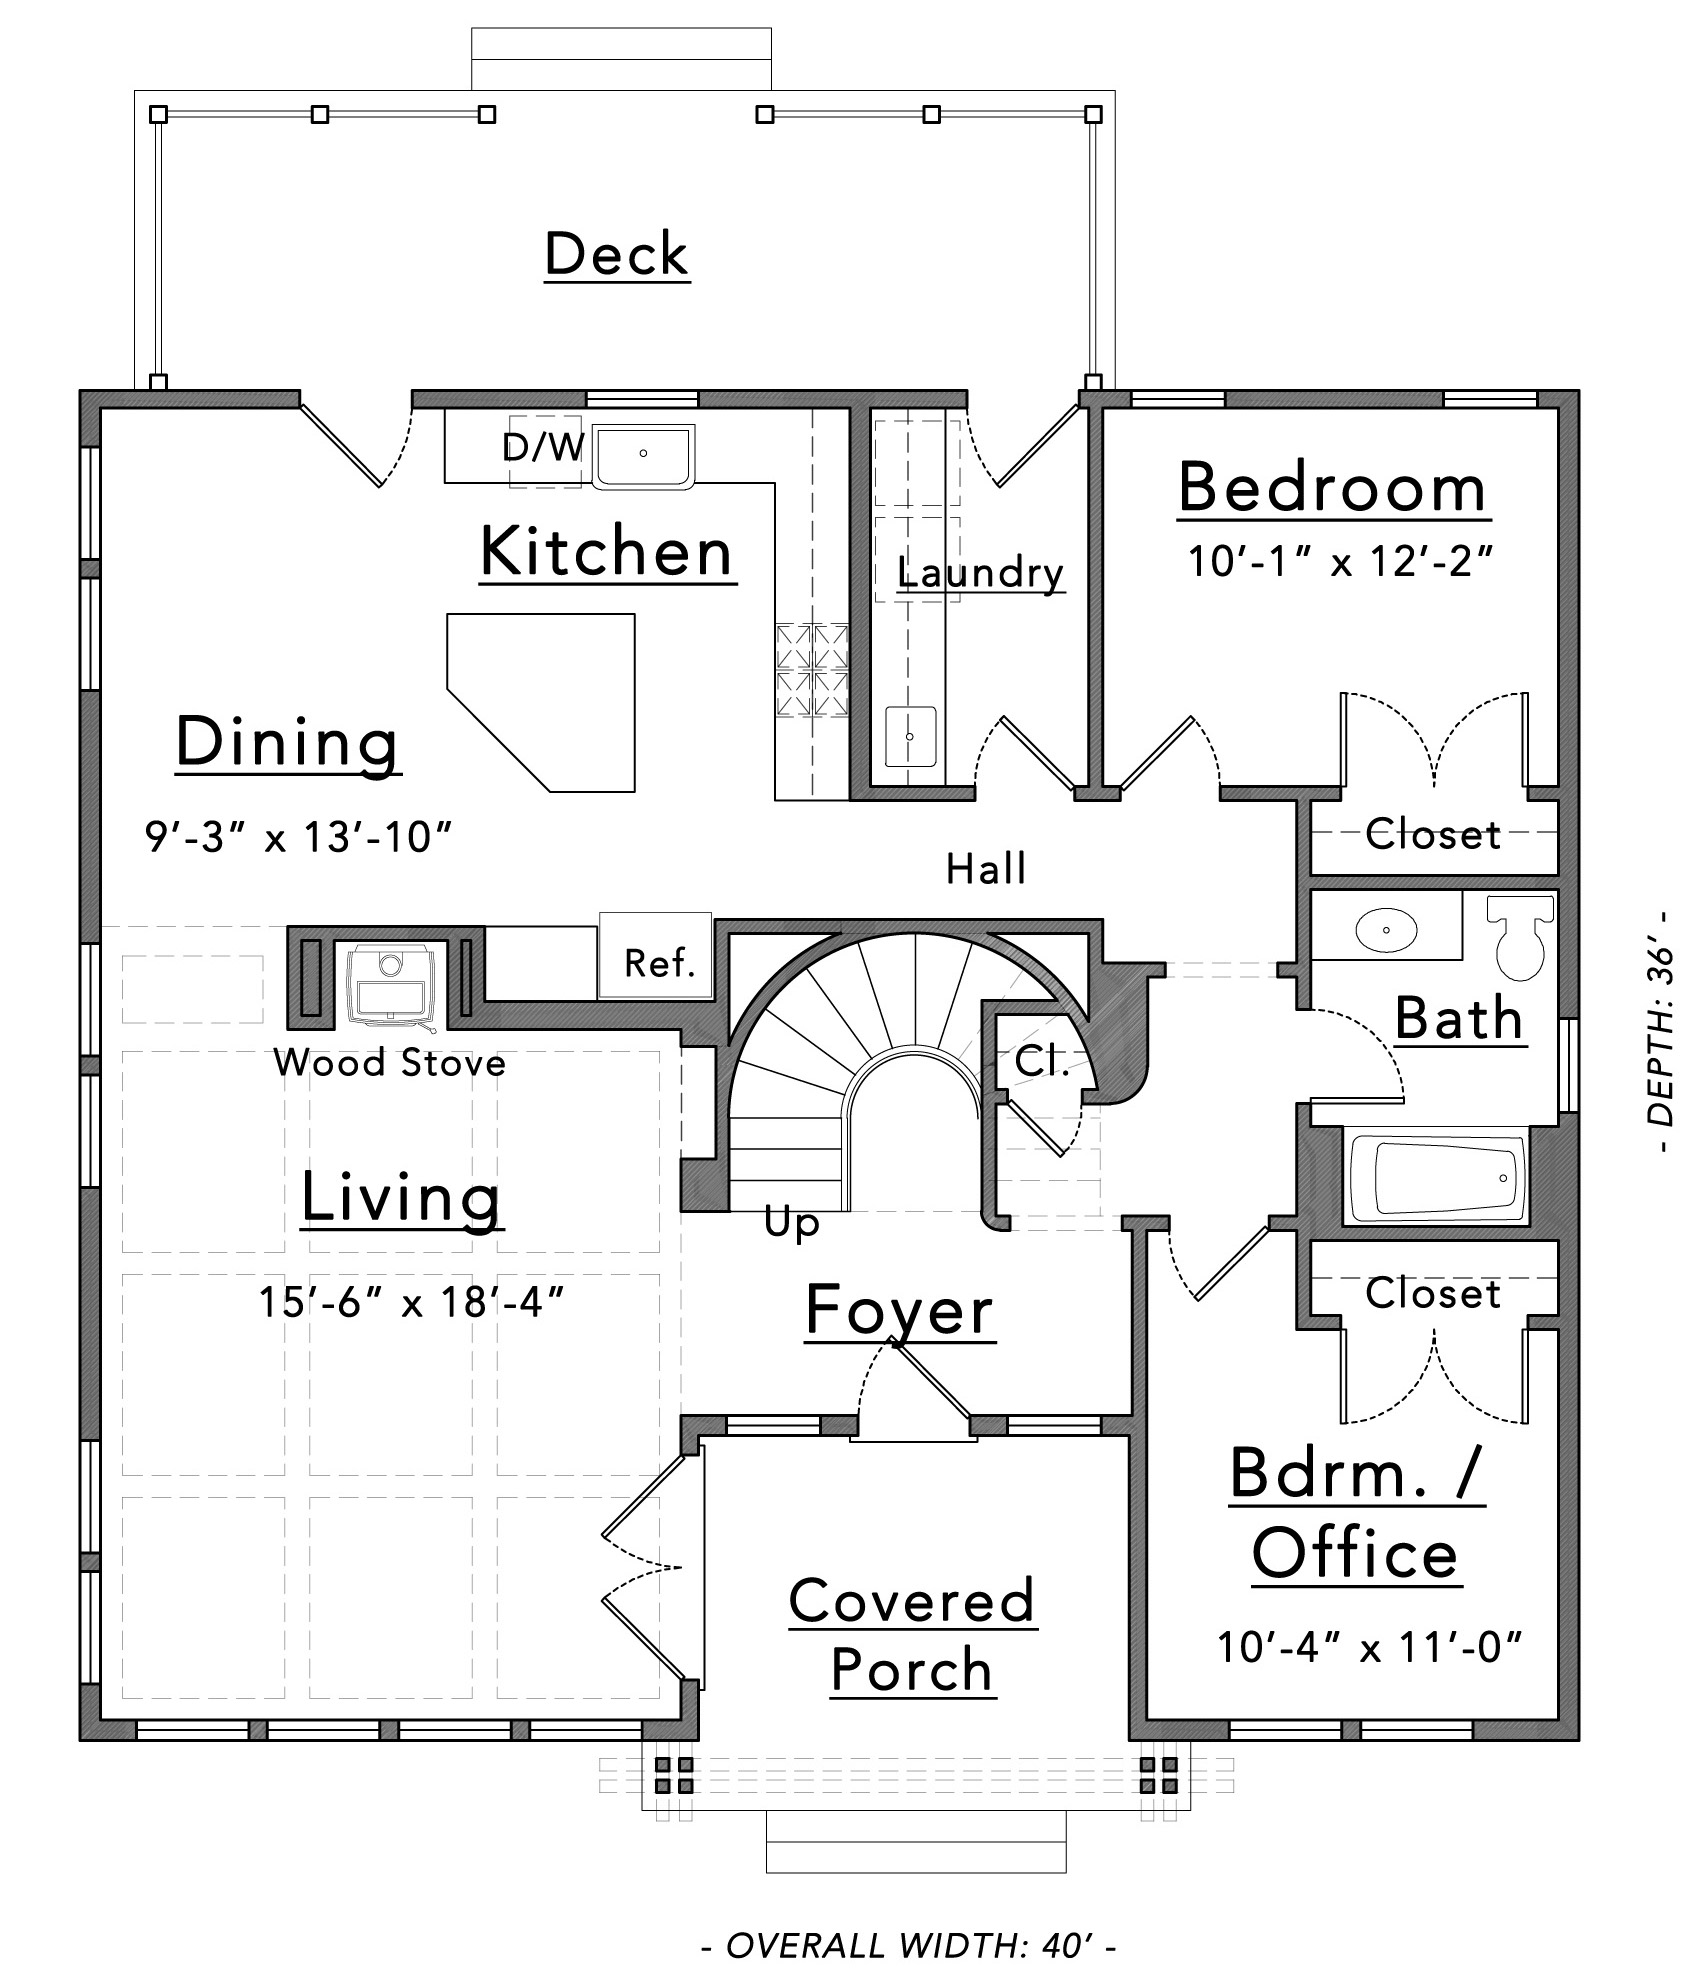 Deck
D/W
Kitchen
Laundry
Bedroom
10’-1” x 12’-2”
Dining
9’-3” x 13’-10”
Hall
Closet
Ref.
Wood Stove
Cl.
Bath
- DEPTH: 36’ -
Living
15’-6” x 18’-4”
Up
Foyer
Closet
Bdrm. /
Office
10’-4” x 11’-0”
Covered
Porch
- OVERALL WIDTH: 40’ -